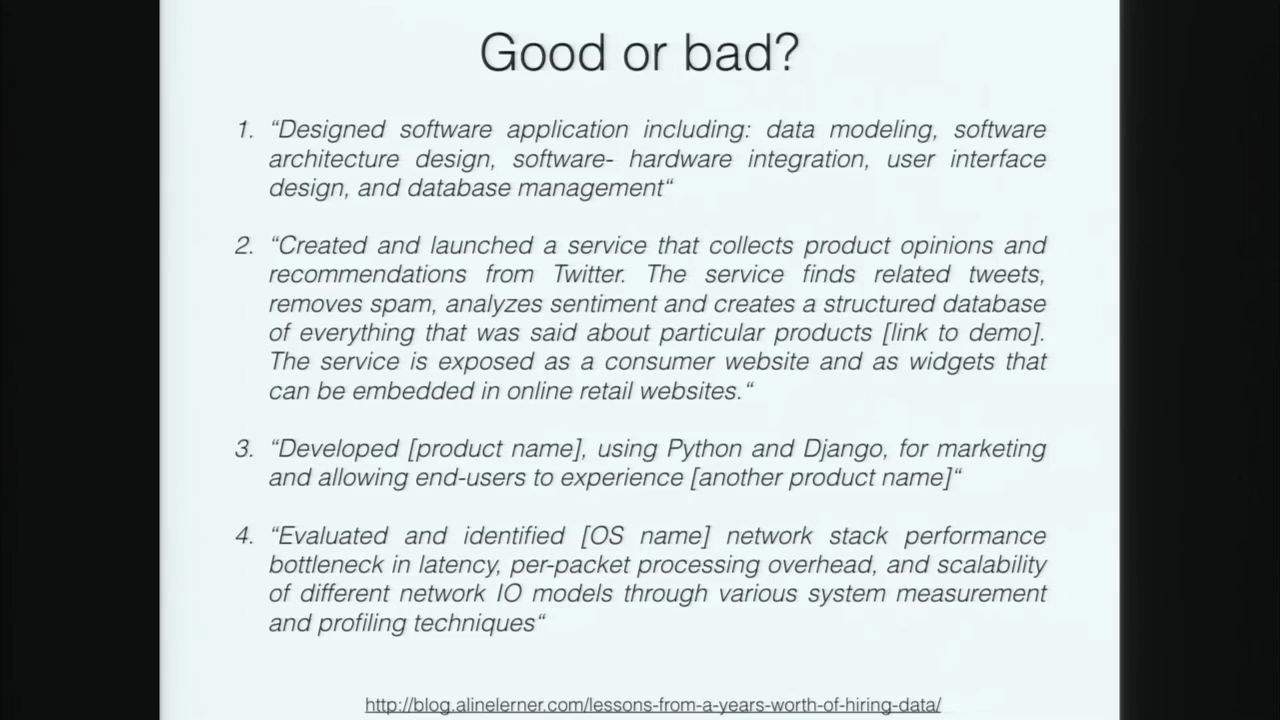 Good or bad?
1. “Designed software application including: data modeling, software
architecture design, software- hardware integration, user interface
design, and database management“
2. “Created and launched a service that collects product opinions and
recommendations from Twitter. The service finds related tweets,
removes spam, analyzes sentiment and creates a structured database
of everything that was said about particular products [link to demo].
The service is exposed as a consumer website and as widgets that
can be embedded in online retail websites.“
3. “Developed [product name], using Python and Django, for marketing
and allowing end-users to experience [another product name]“
4. “Evaluated and identified [OS name] network stack performance
bottleneck in latency, per-packet processing overhead, and scalability
of different network IO models through various system measurement
and profiling techniques“
http://blog.alinelerner.com/lessons-from-a-years-worth-of-hiring-data/